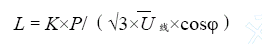 L = K×P/（√3×U̅线×cosφ）